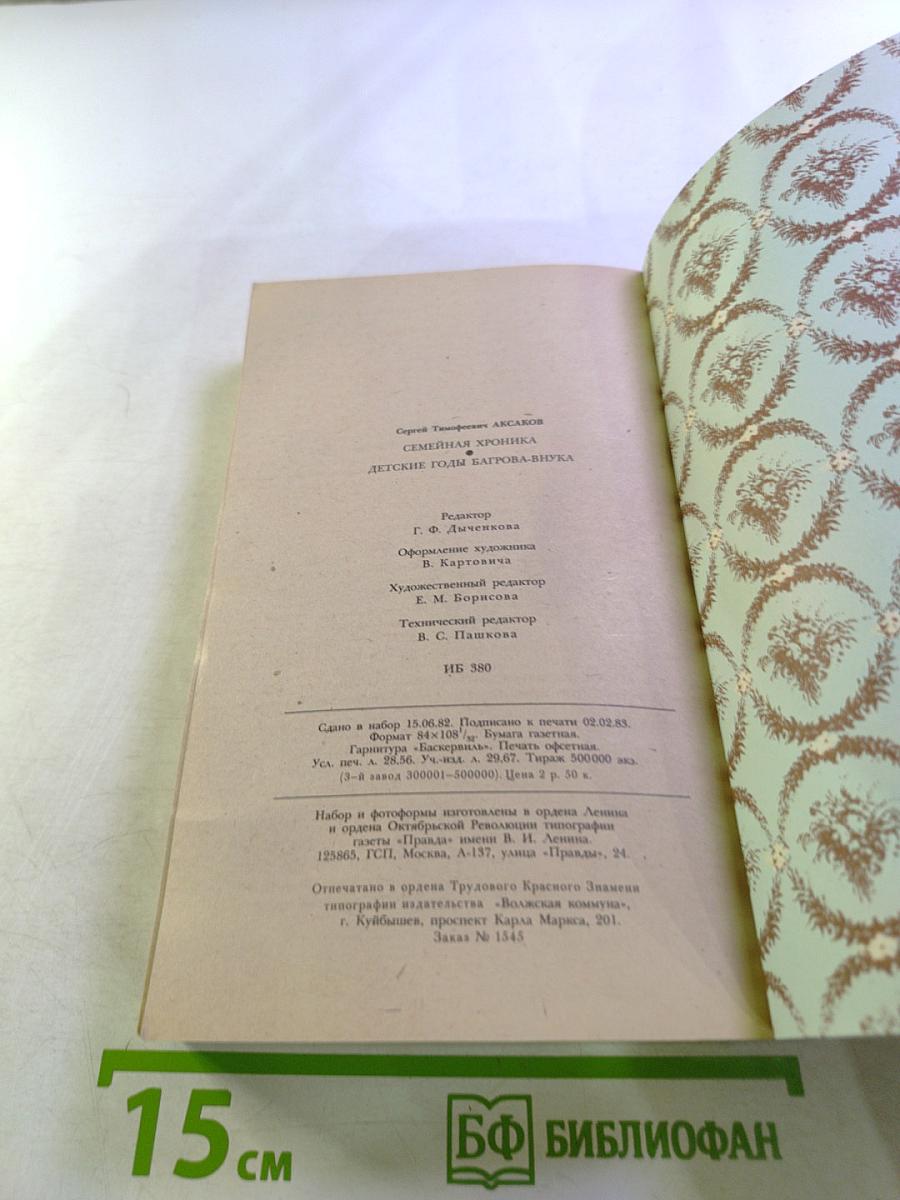 Сергей Тимофеевич АКСАКОВ
СЕМЕЙНАЯ ХРОНИКА
•
ДЕТСКИЕ ГОДЫ БАГРОВА-ВНУКА
Редактор
Г. Ф. Дыченкова
Оформление художника
В. Картовича
Художественный редактор
Е. М. Борисова
Технический редактор
В. С. Пашкова
ИБ 380
Сдано в набор 15.06.82. Подписано к печати 02.02.83.
Формат 84×108¹/₃₂. Бумага газетная.
Гарнитура «Баскервиль». Печать офсетная.
Усл. печ. л. 28,56. Уч.-изд. л. 29,67. Тираж 500 000 экз.
(3-й завод 300001—500000). Цена 2 р. 50 к.
Набор и фотоформы изготовлены в ордена Ленина
и ордена Октябрьской Революции типографии
газеты «Правда» имени В. И. Ленина.
125865, ГСП, Москва, А-137, улица «Правды», 24.
Отпечатано в ордена Трудового Красного Знамени
типографии издательства «Волжская коммуна»,
г. Куйбышев, проспект Карла Маркса, 201.
Заказ № 1545
15 см
БФ БИБЛИОФАН